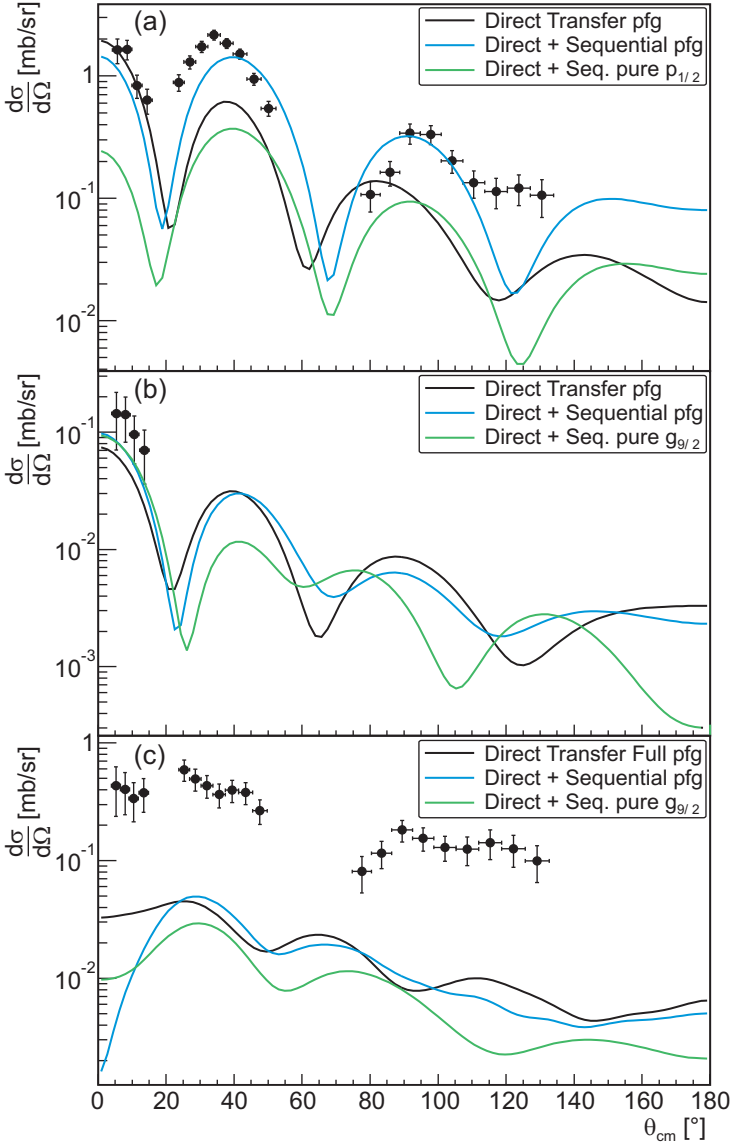 (a)
Direct Transfer pfg
Direct + Sequential pfg
Direct + Seq. pure p1/2
dσ/dΩ [mb/sr]
1
10⁻¹
10⁻²
(b)
Direct Transfer pfg
Direct + Sequential pfg
Direct + Seq. pure g9/2
dσ/dΩ [mb/sr]
10⁻¹
10⁻²
10⁻³
(c)
Direct Transfer Full pfg
Direct + Sequential pfg
Direct + Seq. pure g9/2
dσ/dΩ [mb/sr]
1
10⁻¹
10⁻²
0 20 40 60 80 100 120 140 160 180
θcm [°]